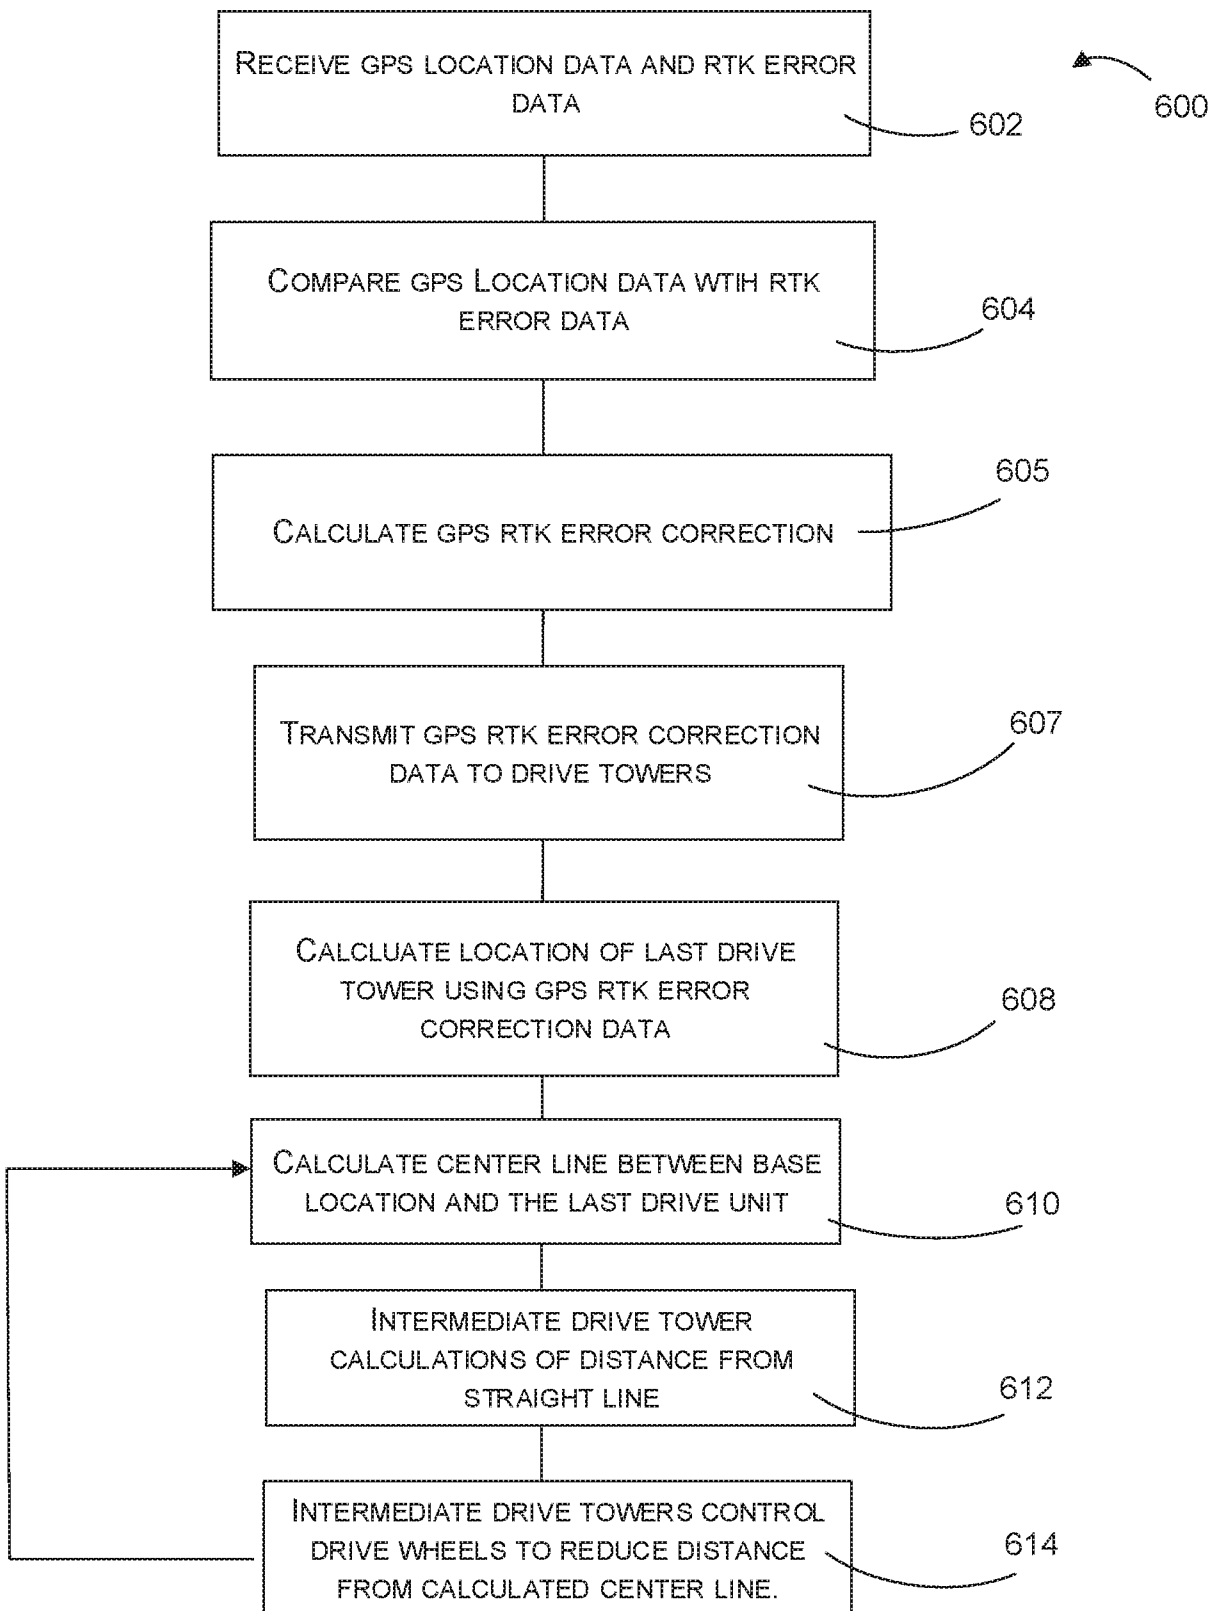 RECEIVE GPS LOCATION DATA AND RTK ERROR
DATA
602
600
COMPARE GPS LOCATION DATA WTIH RTK
ERROR DATA
604
605
CALCULATE GPS RTK ERROR CORRECTION
607
TRANSMIT GPS RTK ERROR CORRECTION
DATA TO DRIVE TOWERS
CALCLUATE LOCATION OF LAST DRIVE
TOWER USING GPS RTK ERROR
CORRECTION DATA
608
CALCULATE CENTER LINE BETWEEN BASE
LOCATION AND THE LAST DRIVE UNIT
610
INTERMEDIATE DRIVE TOWER
CALCULATIONS OF DISTANCE FROM
STRAIGHT LINE
612
INTERMEDIATE DRIVE TOWERS CONTROL
DRIVE WHEELS TO REDUCE DISTANCE
FROM CALCULATED CENTER LINE.
614